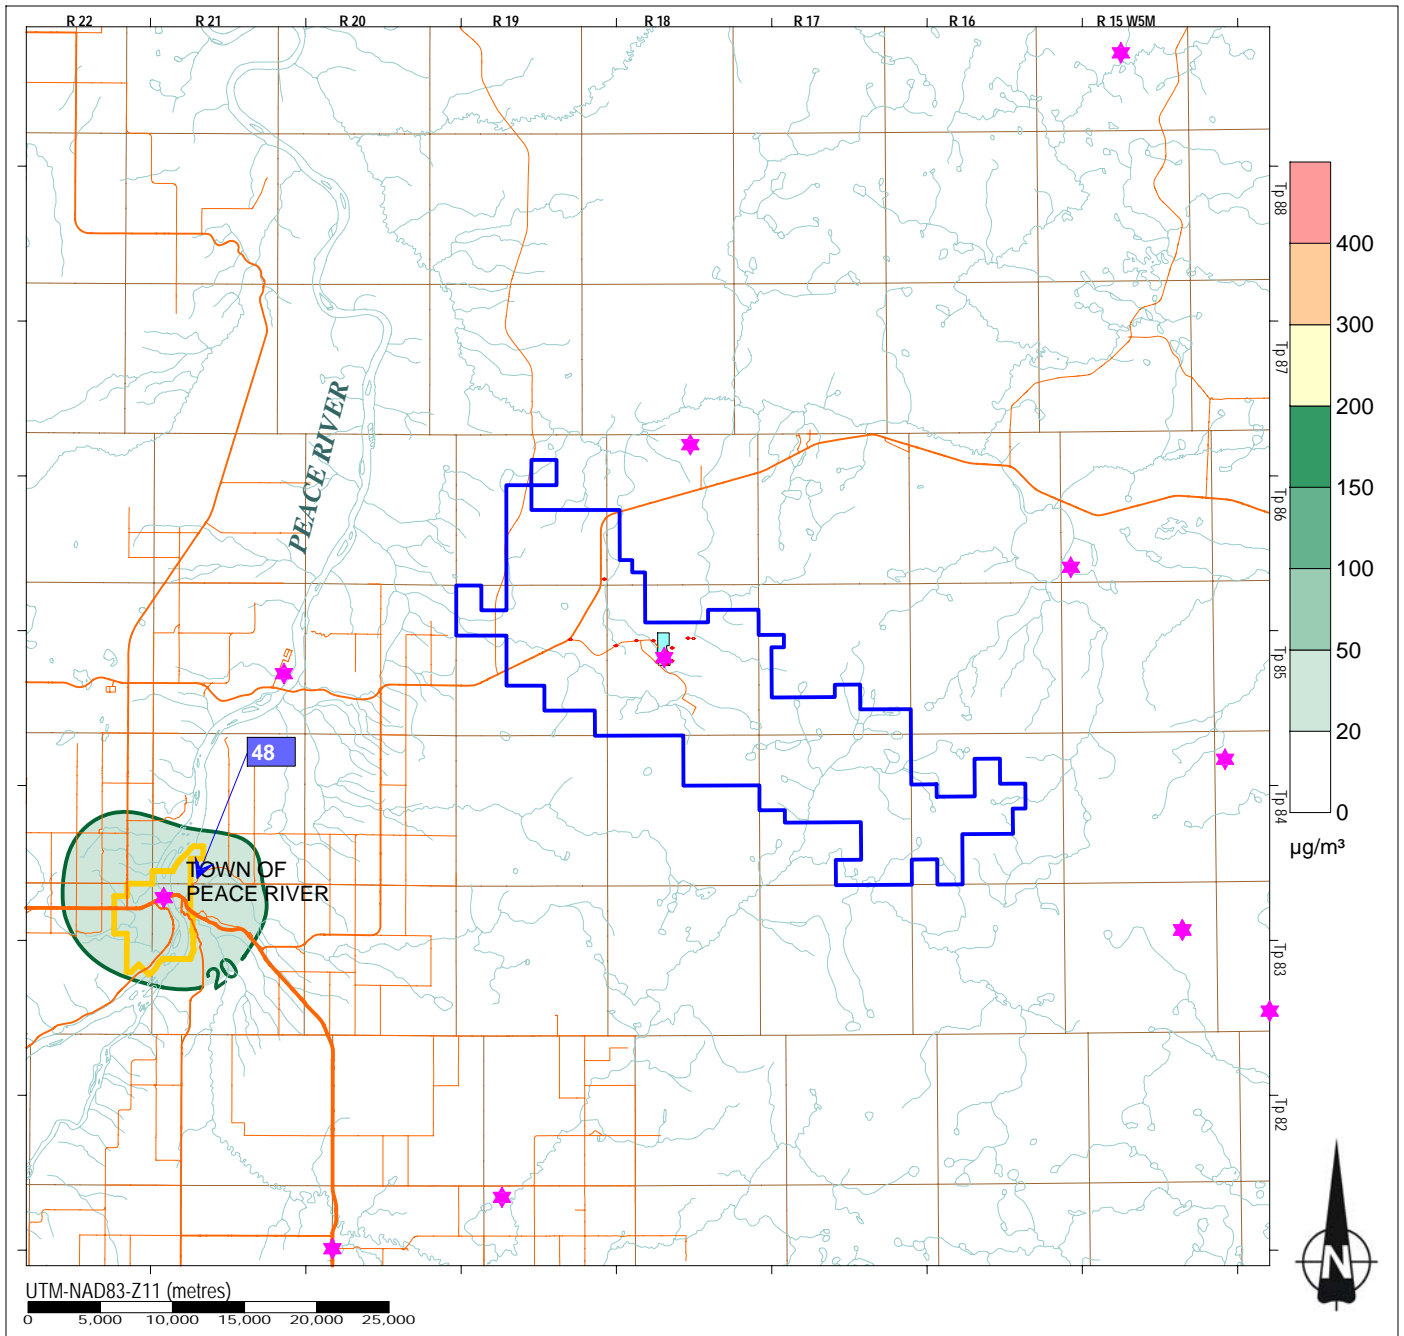 R 22 R 21 R 20 R 19 R 18 R 17 R 16 R 15 W5M
Tp 88
Tp 87
Tp 86
Tp 85
Tp 84
Tp 83
Tp 82
PEACE RIVER
48
TOWN OF
PEACE RIVER
20
400
300
200
150
100
50
20
0
µg/m³
N
UTM-NAD83-Z11 (metres)
0 5,000 10,000 15,000 20,000 25,000